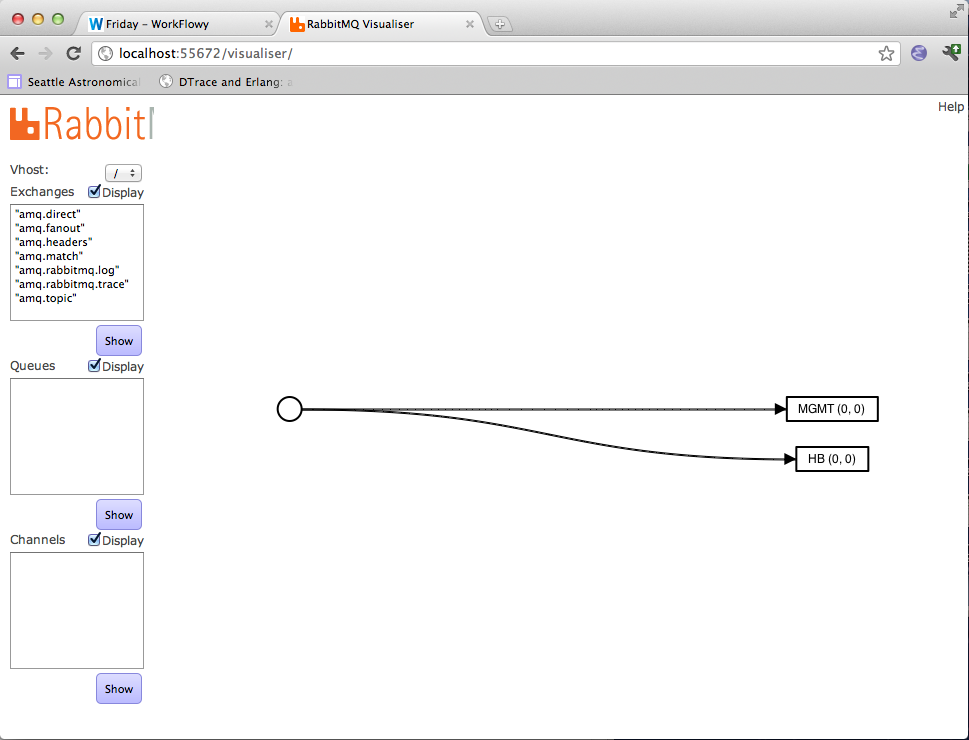 Friday – WorkFlowy
RabbitMQ Visualiser
localhost:55672/visualiser/
Seattle Astronomical
DTrace and Erlang: a
Help
Rabbit
Vhost:
/
Exchanges
Display
"amq.direct"
"amq.fanout"
"amq.headers"
"amq.match"
"amq.rabbitmq.log"
"amq.rabbitmq.trace"
"amq.topic"
Show
Queues
Display
MGMT (0, 0)
HB (0, 0)
Show
Channels
Display
Show